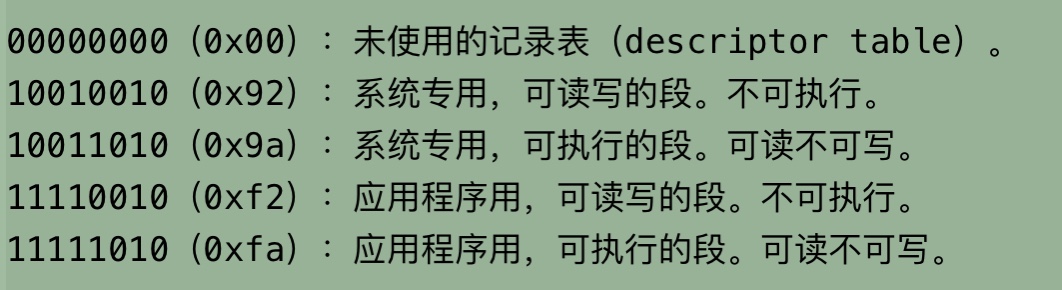 00000000（0x00）：未使用的记录表（descriptor table）。
10010010（0x92）：系统专用，可读写的段。不可执行。
10011010（0x9a）：系统专用，可执行的段。可读不可写。
11110010（0xf2）：应用程序用，可读写的段。不可执行。
11111010（0xfa）：应用程序用，可执行的段。可读不可写。